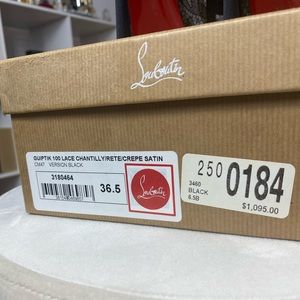 Louboutin
GUIPTIK 100 LACE CHANTILLY/RETE/CREPE SATIN
CM47 VERSION BLACK
3180464
36.5
Louboutin
250 0184
3460
BLACK
6.5B
$1,095.00